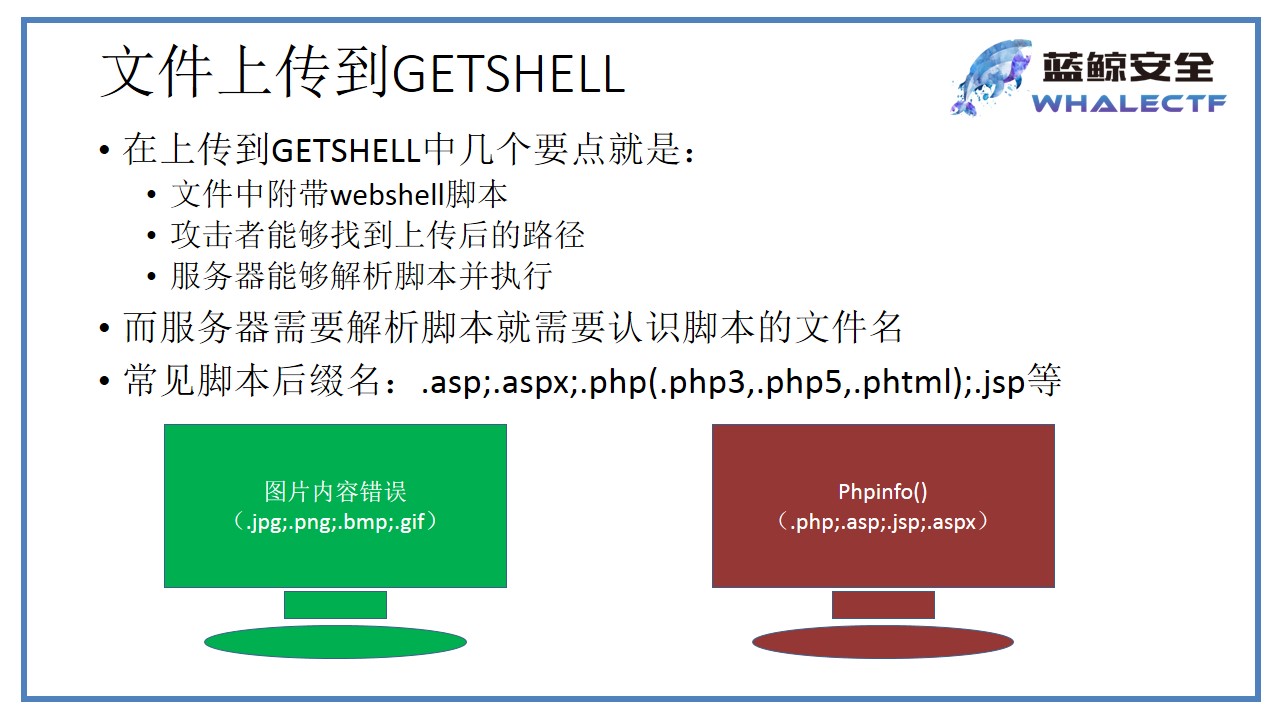 文件上传到GETSHELL
蓝鲸安全
WHALECTF
• 在上传到GETSHELL中几个要点就是：
• 文件中附带webshell脚本
• 攻击者能够找到上传后的路径
• 服务器能够解析脚本并执行
• 而服务器需要解析脚本就需要认识脚本的文件名
• 常见脚本后缀名：.asp;.aspx;.php(.php3,.php5,.phtml);.jsp等
图片内容错误
（.jpg;.png;.bmp;.gif）
Phpinfo()
（.php;.asp;.jsp;.aspx）